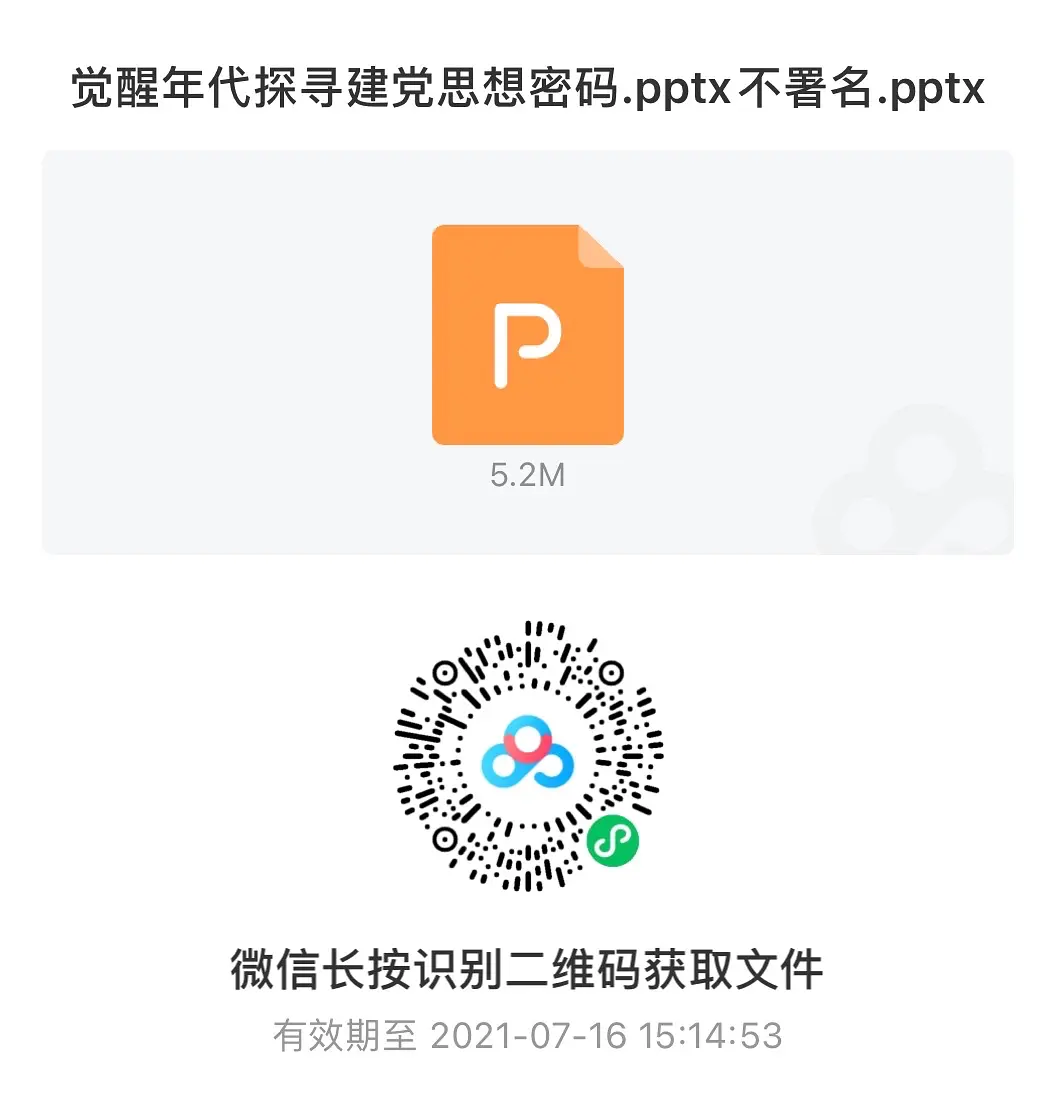 觉醒年代探寻建党思想密码.pptx不署名.pptx
P
5.2M
微信长按识别二维码获取文件
有效期至 2021-07-16 15:14:53